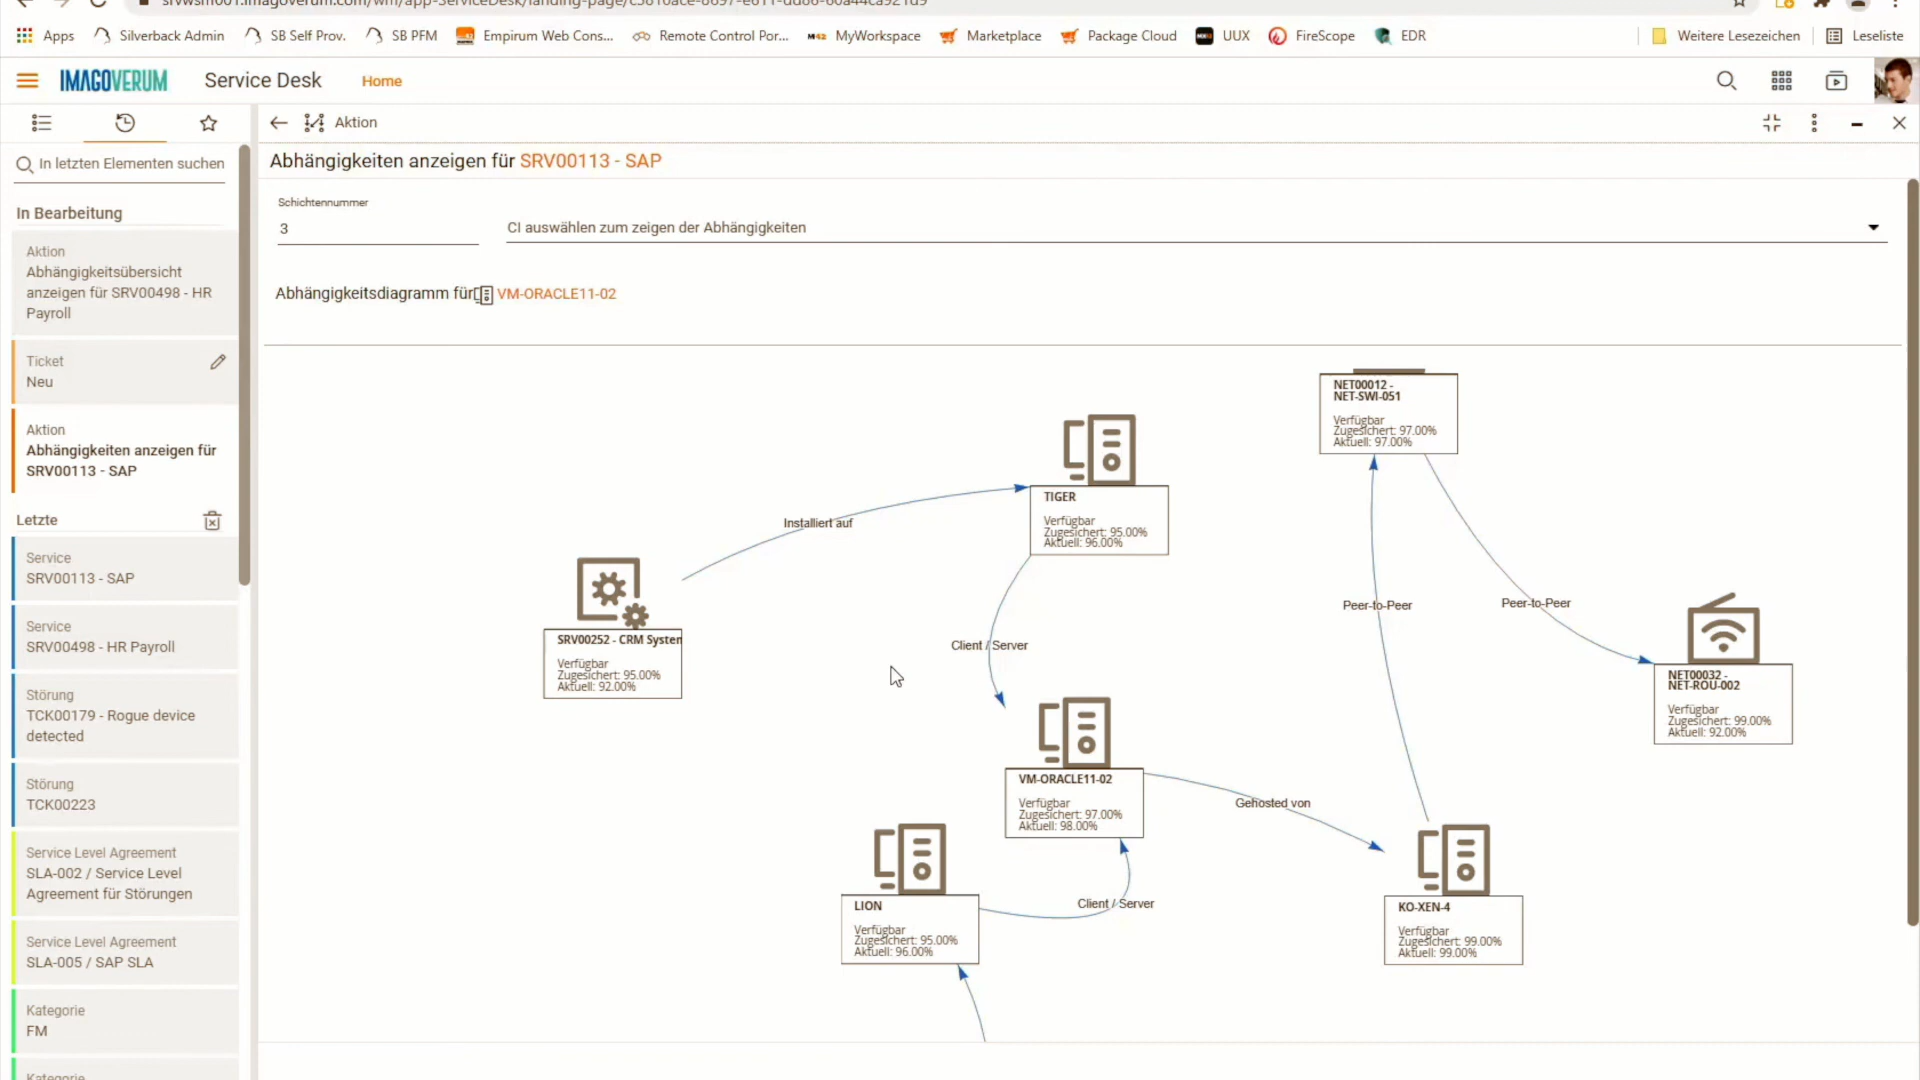 Apps
Silverback Admin
SB Self Prov.
SB PFM
Empirum Web Cons...
Remote Control Por...
MyWorkspace
Marketplace
Package Cloud
UUX
FireScope
EDR
Weitere Lesezeichen
Leseliste
IMAGOVERUM
Service Desk
Home
Aktion
Abhängigkeiten anzeigen für SRV00113 - SAP
Schichtennummer
3
CI auswählen zum zeigen der Abhängigkeiten
Abhängigkeitsdiagramm für VM-ORACLE11-02
In letzten Elementen suchen
In Bearbeitung
Aktion
Abhängigkeitsübersicht
anzeigen für SRV00498 - HR
Payroll
Ticket
Neu
Aktion
Abhängigkeiten anzeigen für
SRV00113 - SAP
Letzte
Service
SRV00113 - SAP
Service
SRV00498 - HR Payroll
Störung
TCK00179 - Rogue device
detected
Störung
TCK00223
Service Level Agreement
SLA-002 / Service Level
Agreement für Störungen
Service Level Agreement
SLA-005 / SAP SLA
Kategorie
FM
Kategorie
NET00012 -
NET-SWI-051
Verfügbar
Zugesichert: 97.00%
Aktuell: 97.00%
TIGER
Verfügbar
Zugesichert: 95.00%
Aktuell: 96.00%
Installiert auf
SRV00252 - CRM System
Verfügbar
Zugesichert: 95.00%
Aktuell: 92.00%
Client / Server
Peer-to-Peer
Peer-to-Peer
NET00032 -
NET-ROU-002
Verfügbar
Zugesichert: 99.00%
Aktuell: 92.00%
VM-ORACLE11-02
Verfügbar
Zugesichert: 97.00%
Aktuell: 98.00%
Gehosted von
LION
Verfügbar
Zugesichert: 95.00%
Aktuell: 96.00%
Client / Server
KO-XEN-4
Verfügbar
Zugesichert: 99.00%
Aktuell: 99.00%